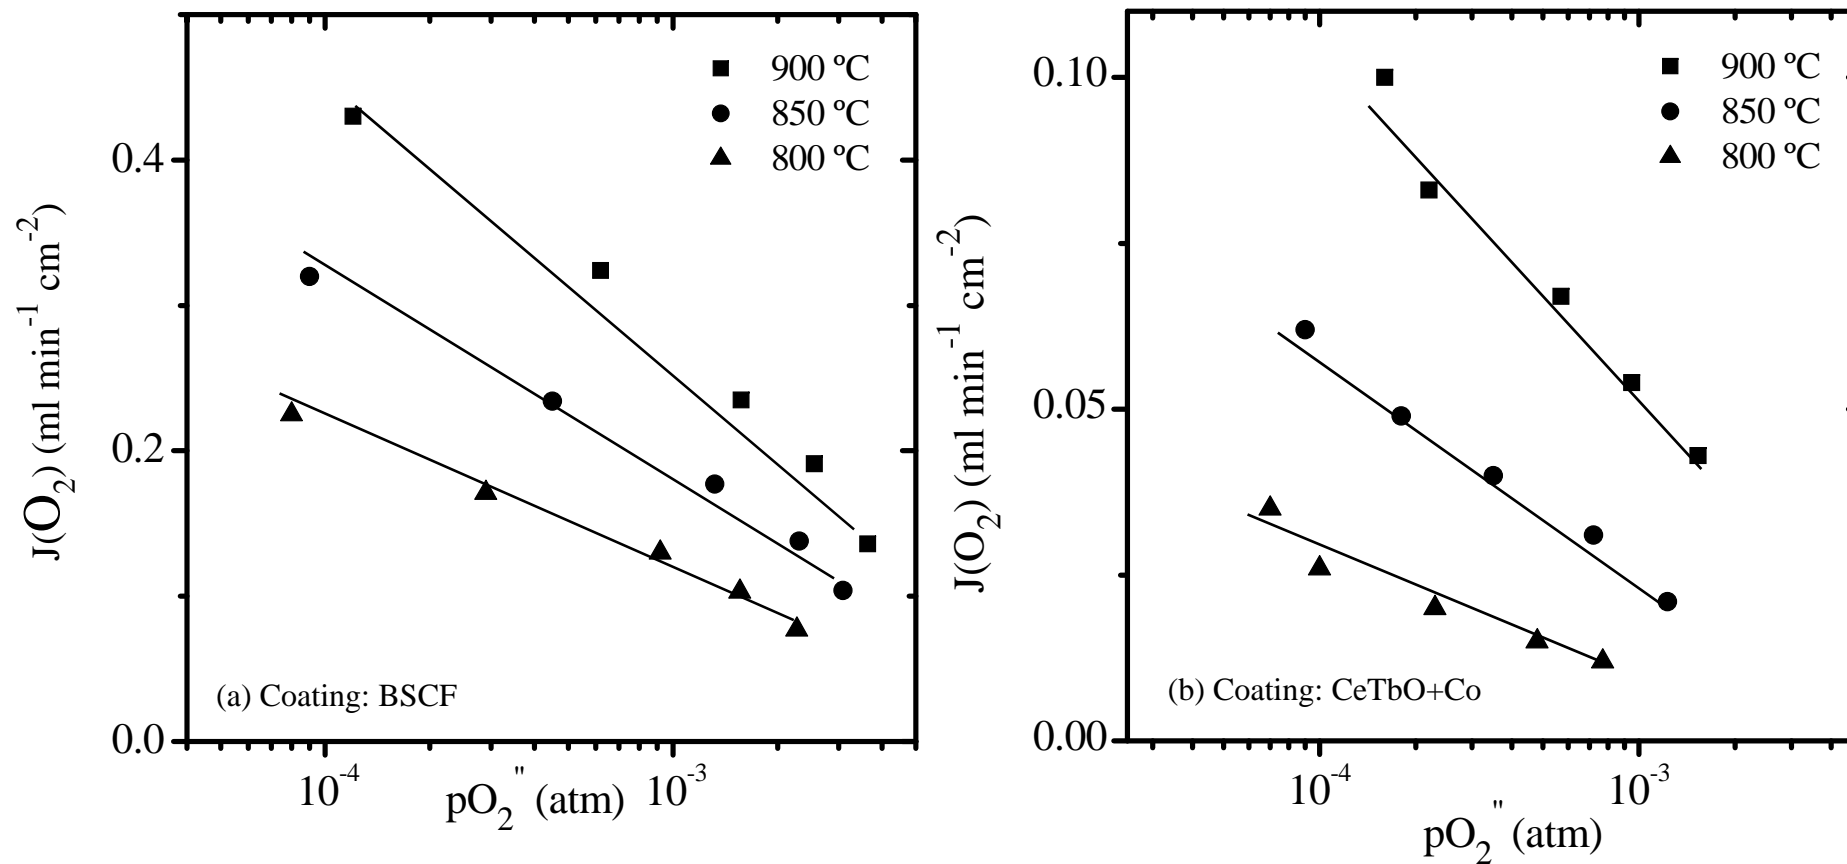 900 ºC
850 ºC
800 ºC
0.4
0.2
0.0
J(O2) (ml min-1 cm-2)
(a) Coating: BSCF
10-4
10-3
pO2'' (atm)
900 ºC
850 ºC
800 ºC
0.10
0.05
0.00
J(O2) (ml min-1 cm-2)
(b) Coating: CeTbO+Co
10-4
10-3
pO2'' (atm)